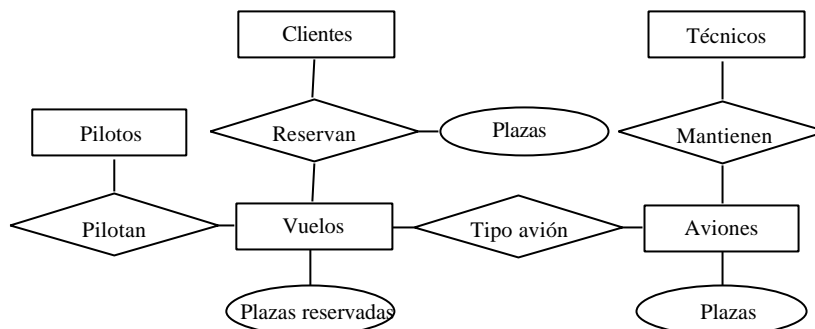 Clientes
Técnicos
Pilotos
Reservan
Plazas
Mantienen
Pilotan
Vuelos
Tipo avión
Aviones
Plazas reservadas
Plazas